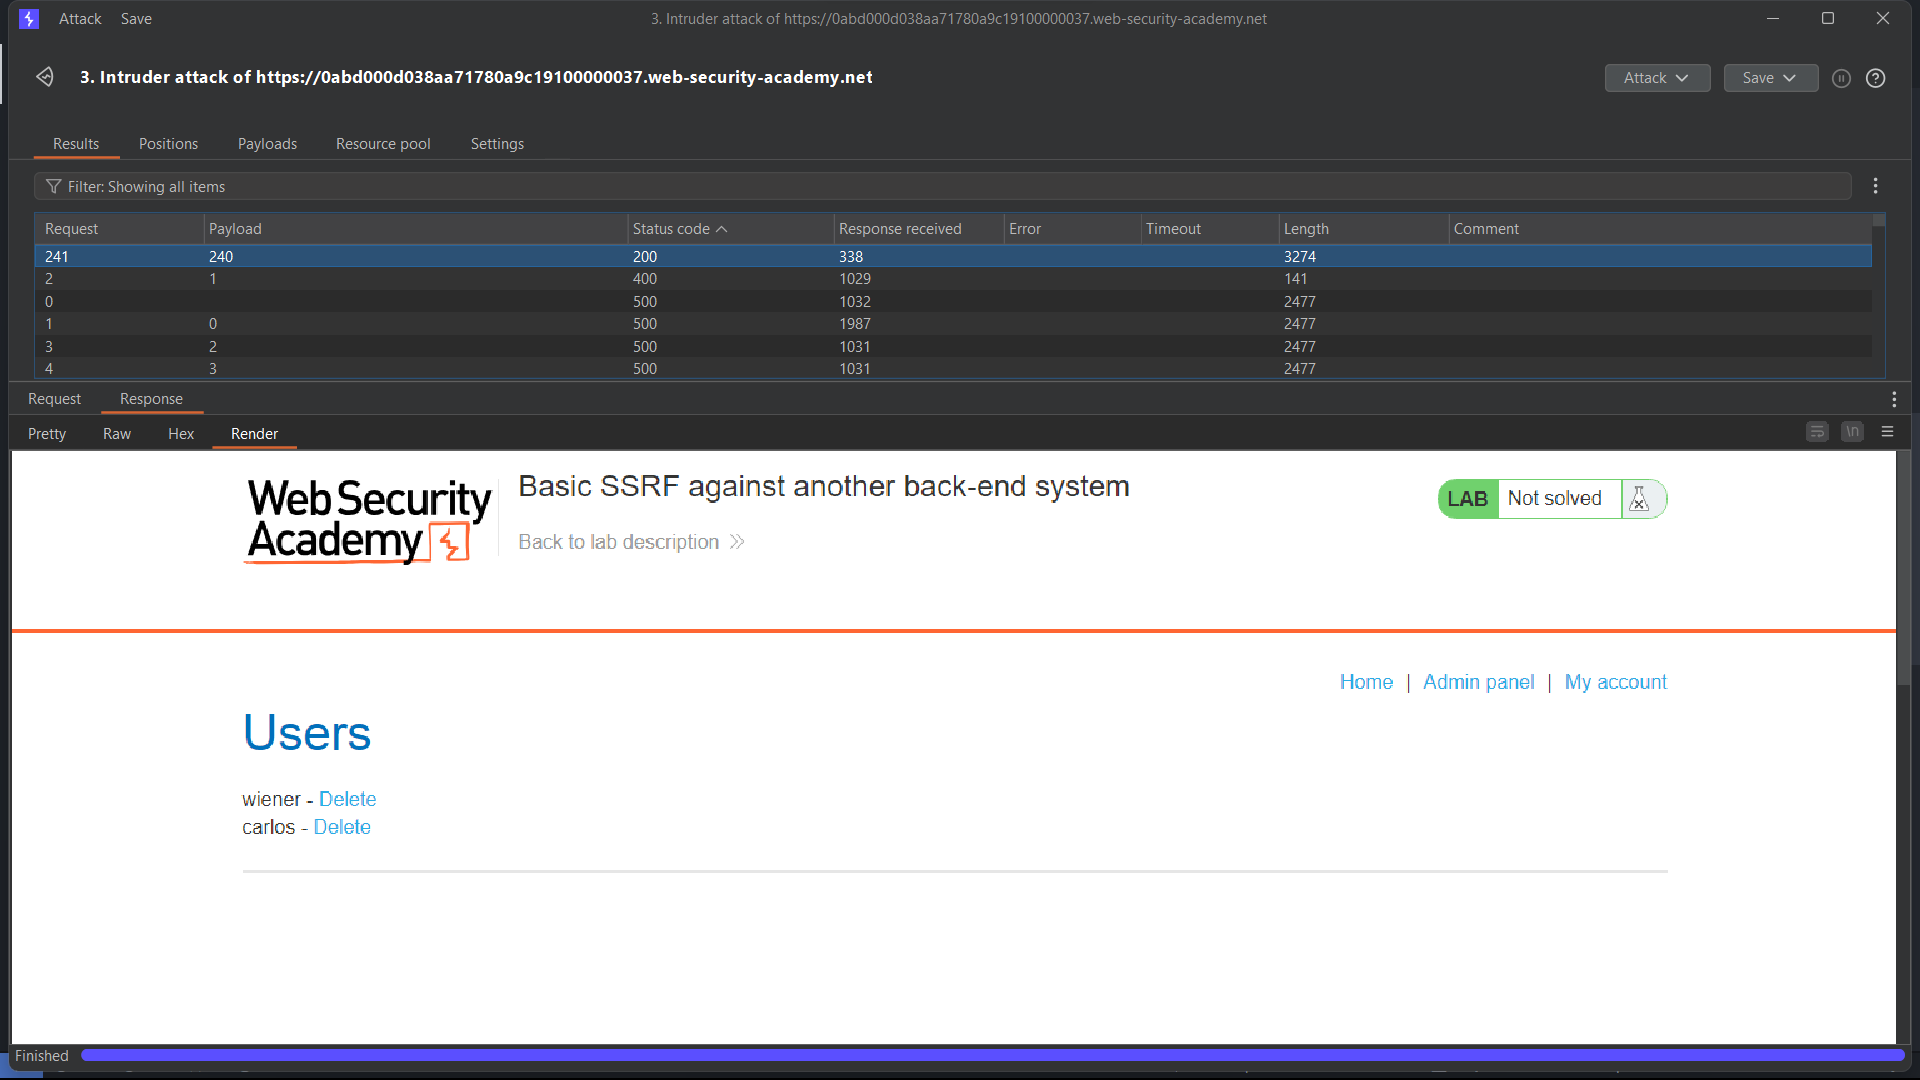 Attack Save 3. Intruder attack of https://0abd000d038aa71780a9c19100000037.web-security-academy.net
3. Intruder attack of https://0abd000d038aa71780a9c19100000037.web-security-academy.net Attack Save
Results Positions Payloads Resource pool Settings
Filter: Showing all items
Request Payload Status code Response received Error Timeout Length Comment
241 240 200 338 3274
2 1 400 1029 141
0 500 1032 2477
1 0 500 1987 2477
3 2 500 1031 2477
4 3 500 1031 2477
Request Response
Pretty Raw Hex Render \n
Web Security
Academy
Basic SSRF against another back-end system
Back to lab description
LAB Not solved
Home | Admin panel | My account
Users
wiener - Delete
carlos - Delete
Finished